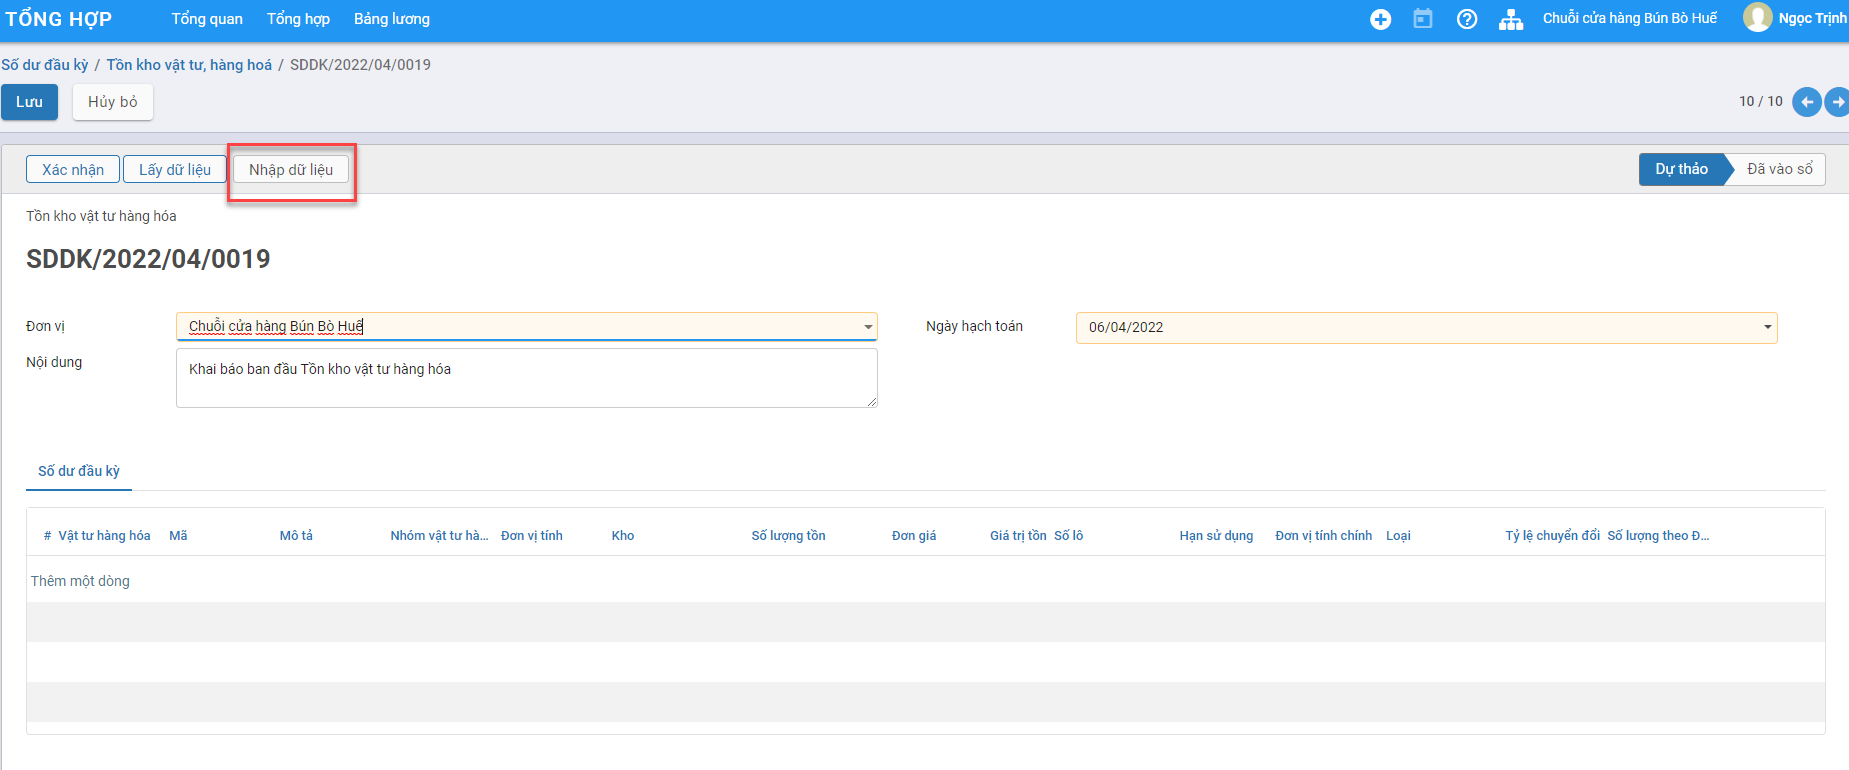 TỔNG HỢP Tổng quan Tổng hợp Bảng lương Chuỗi cửa hàng Bún Bò Huế Ngọc Trịnh
Số dư đầu kỳ / Tồn kho vật tư, hàng hoá / SDDK/2022/04/0019
Lưu Hủy bỏ 10 / 10
Xác nhận Lấy dữ liệu Nhập dữ liệu Dự thảo Đã vào sổ
Tồn kho vật tư hàng hóa
SDDK/2022/04/0019
Đơn vị Chuỗi cửa hàng Bún Bò Huế Ngày hạch toán 06/04/2022
Nội dung Khai báo ban đầu Tồn kho vật tư hàng hóa
Số dư đầu kỳ
# Vật tư hàng hóa Mã Mô tả Nhóm vật tư hà... Đơn vị tính Kho Số lượng tồn Đơn giá Giá trị tồn Số lô Hạn sử dụng Đơn vị tính chính Loại Tỷ lệ chuyển đổi Số lượng theo Đ...
Thêm một dòng